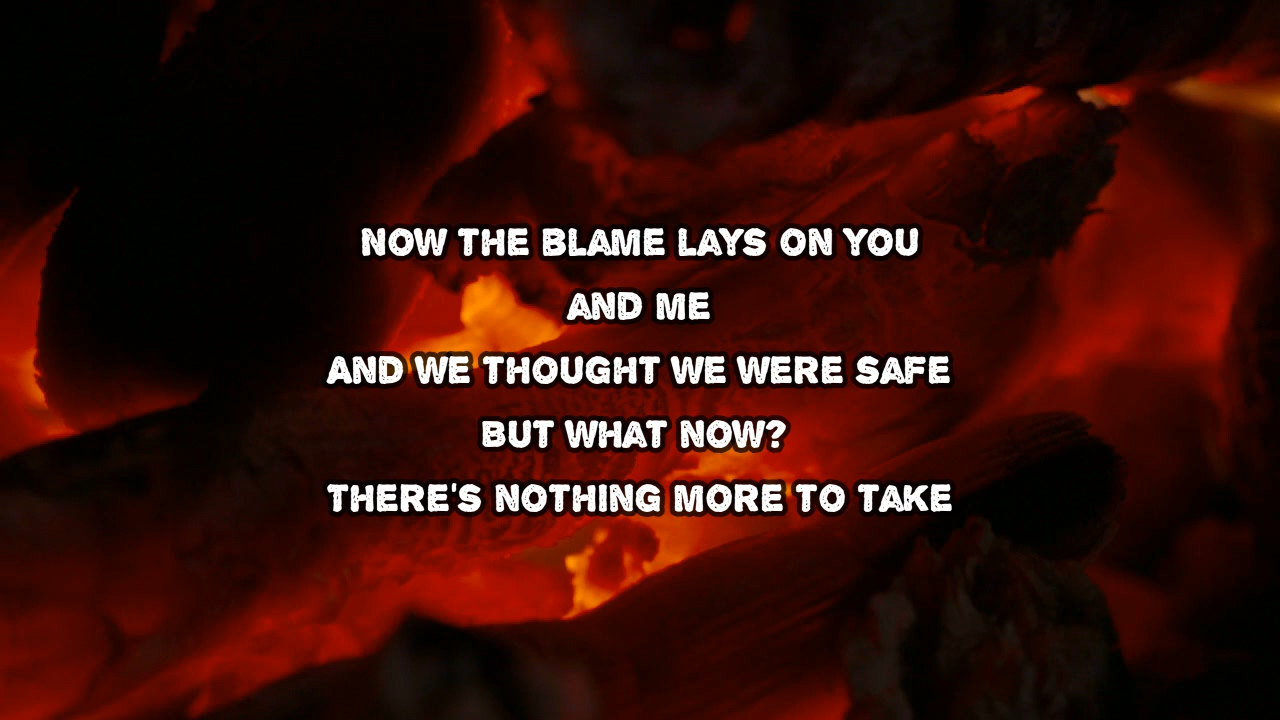 NOW THE BLAME LAYS ON YOU
AND ME
AND WE THOUGHT WE WERE SAFE
BUT WHAT NOW?
THERE'S NOTHING MORE TO TAKE